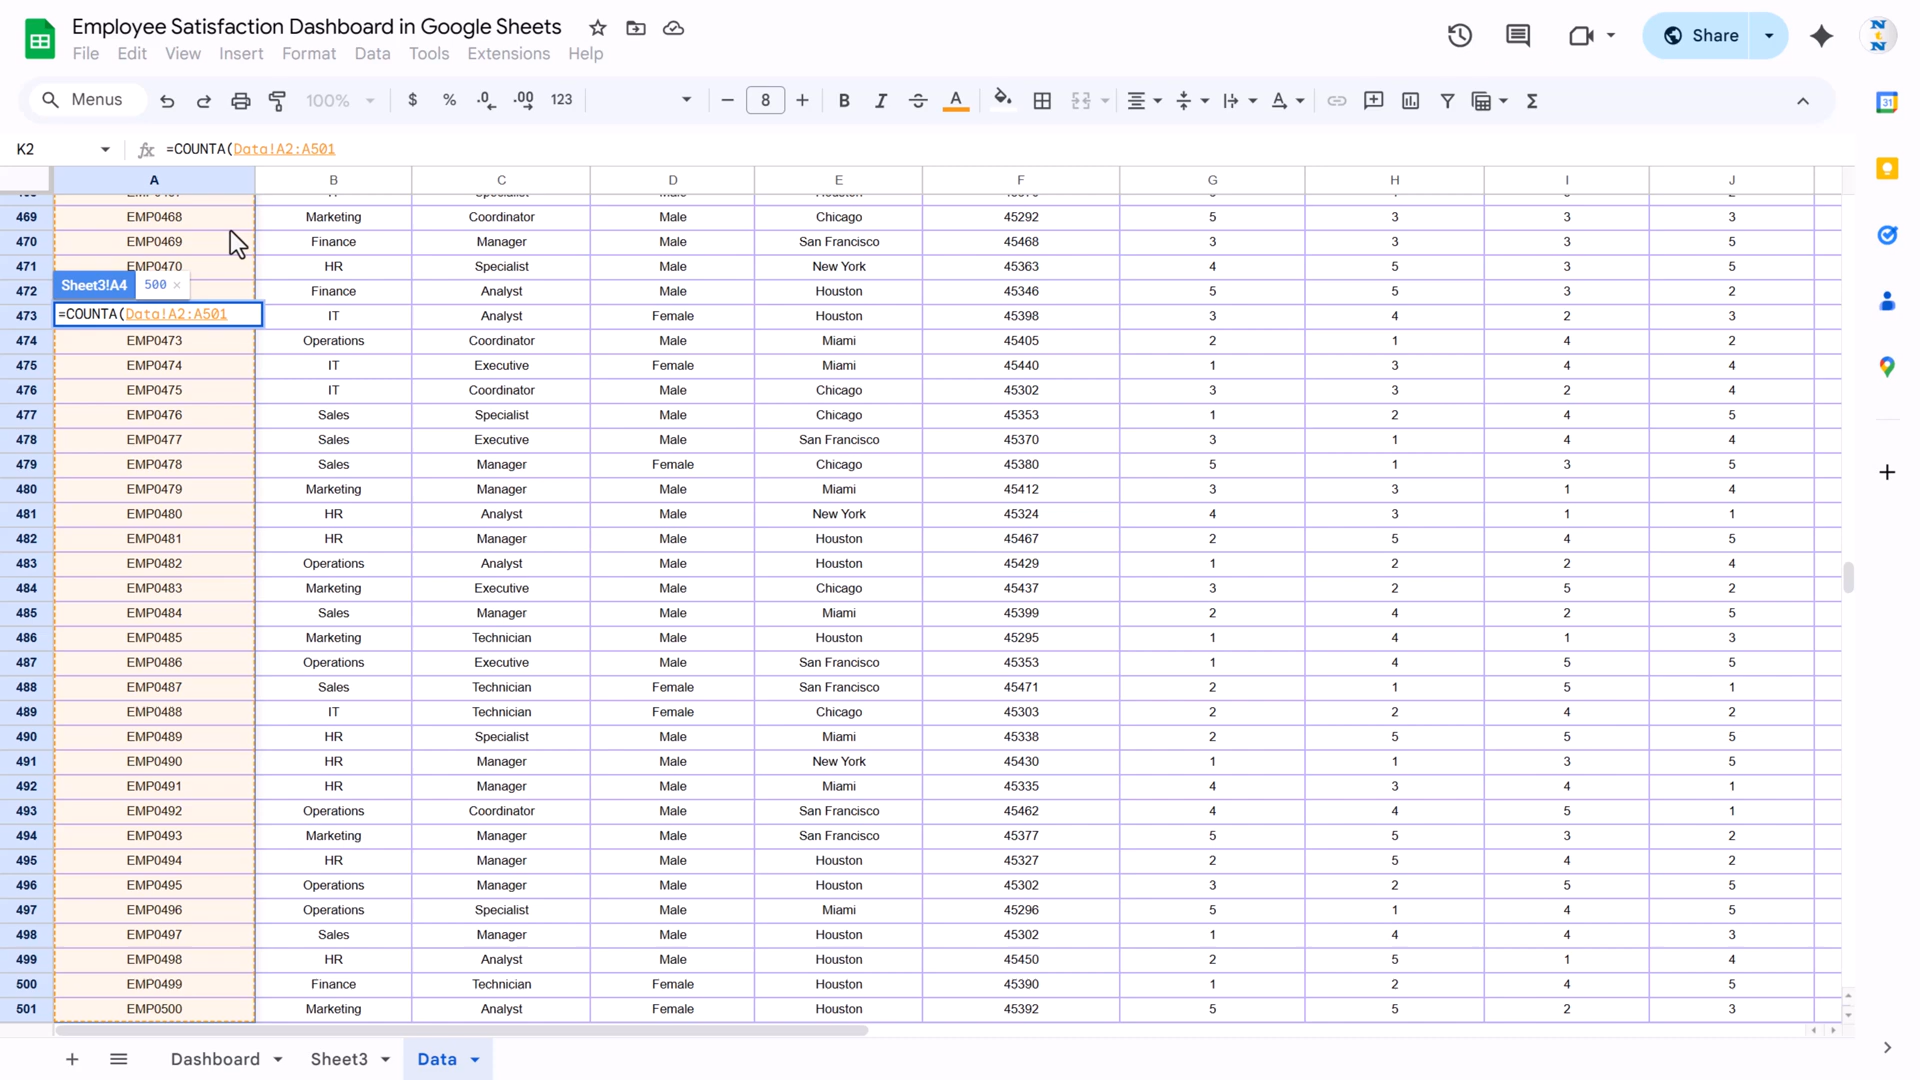 Employee Satisfaction Dashboard in Google Sheets
File Edit View Insert Format Data Tools Extensions Help
Share
Menus 100% $ % .0 .00 123 8 B I A
K2 =COUNTA(Data!A2:A501
A B C D E F G H I J
469 EMP0468 Marketing Coordinator Male Chicago 45292 5 3 3 3
470 EMP0469 Finance Manager Male San Francisco 45468 3 3 3 5
471 EMP0470 HR Specialist Male New York 45363 4 5 3 5
Sheet3!A4 500 ×
472 Finance Analyst Male Houston 45346 5 5 3 2
=COUNTA(Data!A2:A501
473 IT Analyst Female Houston 45398 3 4 2 3
474 EMP0473 Operations Coordinator Male Miami 45405 2 1 4 2
475 EMP0474 IT Executive Female Miami 45440 1 3 4 4
476 EMP0475 IT Coordinator Male Chicago 45302 3 3 2 4
477 EMP0476 Sales Specialist Male Chicago 45353 1 2 4 5
478 EMP0477 Sales Executive Male San Francisco 45370 3 1 4 4
479 EMP0478 Sales Manager Female Chicago 45380 5 1 3 5
480 EMP0479 Marketing Manager Male Miami 45412 3 3 1 4
481 EMP0480 HR Analyst Male New York 45324 4 3 1 1
482 EMP0481 HR Manager Male Houston 45467 2 5 4 5
483 EMP0482 Operations Analyst Male Houston 45429 1 2 2 4
484 EMP0483 Marketing Executive Male Chicago 45437 3 2 5 2
485 EMP0484 Sales Manager Male Miami 45399 2 4 2 5
486 EMP0485 Marketing Technician Male Houston 45295 1 4 1 3
487 EMP0486 Operations Executive Male San Francisco 45353 1 4 5 5
488 EMP0487 Sales Technician Female San Francisco 45471 2 1 5 1
489 EMP0488 IT Technician Female Chicago 45303 2 2 4 2
490 EMP0489 HR Specialist Male Miami 45338 2 5 5 5
491 EMP0490 HR Manager Male New York 45430 1 1 3 5
492 EMP0491 HR Manager Male Miami 45335 4 3 4 1
493 EMP0492 Operations Coordinator Male San Francisco 45462 4 4 5 1
494 EMP0493 Marketing Manager Male San Francisco 45377 5 5 3 2
495 EMP0494 HR Manager Male Houston 45327 2 5 4 2
496 EMP0495 Operations Manager Male Houston 45302 3 2 5 5
497 EMP0496 Operations Specialist Male Miami 45296 5 1 4 5
498 EMP0497 Sales Manager Male Houston 45302 1 4 4 3
499 EMP0498 HR Analyst Male Houston 45450 2 5 1 4
500 EMP0499 Finance Technician Female Houston 45390 1 2 4 5
501 EMP0500 Marketing Analyst Female Houston 45392 5 5 2 3
Dashboard Sheet3 Data